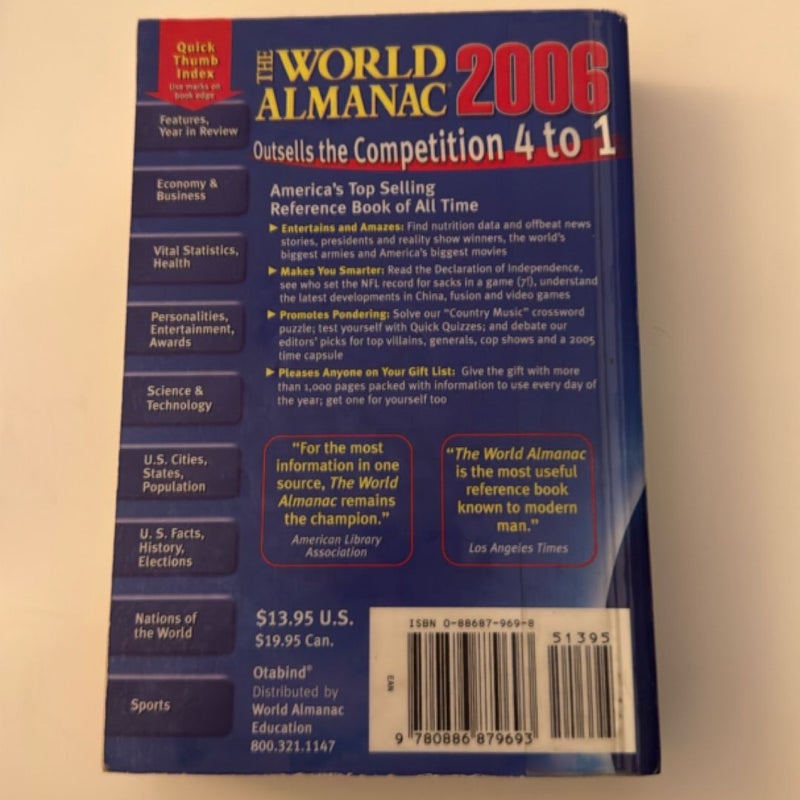 Quick
Thumb
Index
Use marks on
book edge
Features,
Year in Review
Economy &
Business
Vital Statistics,
Health
Personalities,
Entertainment,
Awards
Science &
Technology
U.S. Cities,
States,
Population
U. S. Facts,
History,
Elections
Nations of
the World
Sports
THE WORLD
ALMANAC 2006
Outsells the Competition 4 to 1
America's Top Selling
Reference Book of All Time
► Entertains and Amazes: Find nutrition data and offbeat news
stories, presidents and reality show winners, the world's
biggest armies and America's biggest movies
► Makes You Smarter: Read the Declaration of Independence,
see who set the NFL record for sacks in a game (7!), understand
the latest developments in China, fusion and video games
► Promotes Pondering: Solve our "Country Music" crossword
puzzle; test yourself with Quick Quizzes; and debate our
editors' picks for top villains, generals, cop shows and a 2005
time capsule
► Pleases Anyone on Your Gift List: Give the gift with more
than 1,000 pages packed with information to use every day of
the year; get one for yourself too
"For the most
information in one
source, The World
Almanac remains
the champion."
American Library
Association
"The World Almanac
is the most useful
reference book
known to modern
man."
Los Angeles Times
$13.95 U.S.
$19.95 Can.
Otabind®
Distributed by
World Almanac
Education
800.321.1147
ISBN 0-88687-969-8
51395
EAN
9 780886 879693